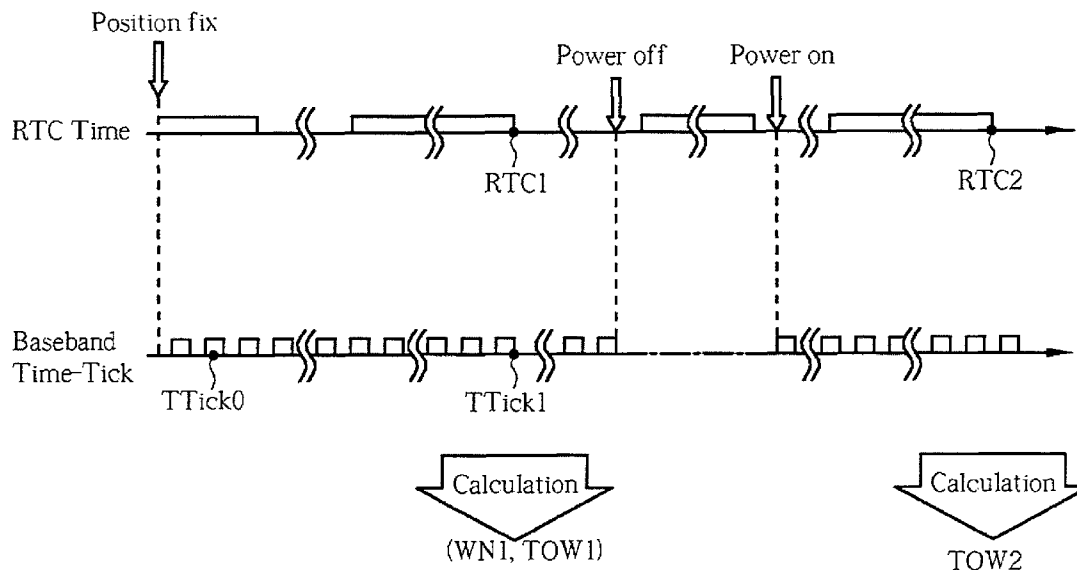 Position fix
Power off
Power on
RTC Time
RTC1
RTC2
Baseband
Time-Tick
TTick0
TTick1
Calculation
Calculation
(WN1, TOW1)
TOW2